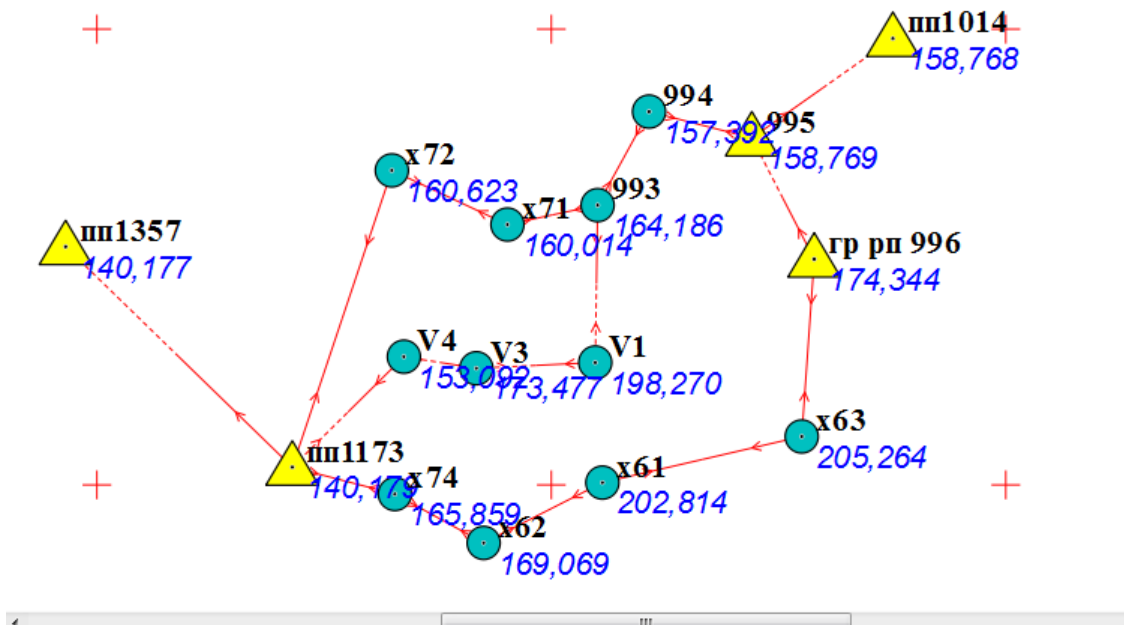 пп1014
158,768
994
157,392
995
158,769
х72
160,623
993
164,186
х71
160,014
пп1357
140,177
гр рп 996
174,344
V4
153,092
V3
173,477
V1
198,270
х63
205,264
пп1173
140,179
х74
165,859
х61
202,814
х62
169,069